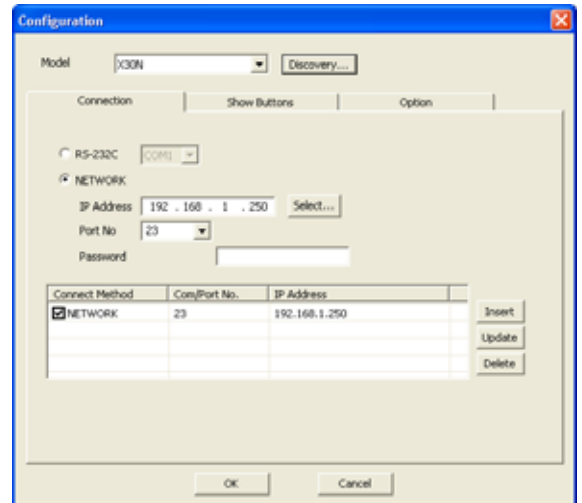 Configuration
Model X30N Discovery....
Connection Show Buttons Option
RS-232C COM1
NETWORK
IP Address 192 . 168 . 1 . 250 Select...
Port No 23
Password
Connect Method Com/Port No. IP Address
NETWORK 23 192.168.1.250
Insert
Update
Delete
OK Cancel